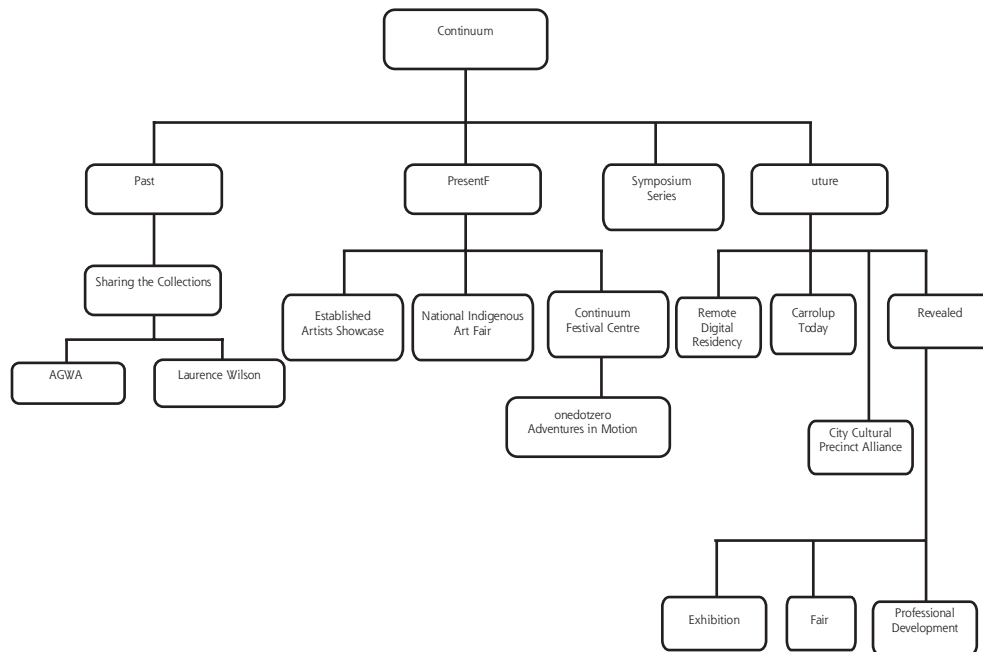 Continuum
Past
PresentF
Symposium
Series
uture
Sharing the Collections
Established
Artists Showcase
National Indigenous
Art Fair
Continuum
Festival Centre
Remote
Digital
Residency
Carrolup
Today
Revealed
AGWA
Laurence Wilson
onedotzero
Adventures in Motion
City Cultural
Precinct Alliance
Exhibition
Fair
Professional
Development